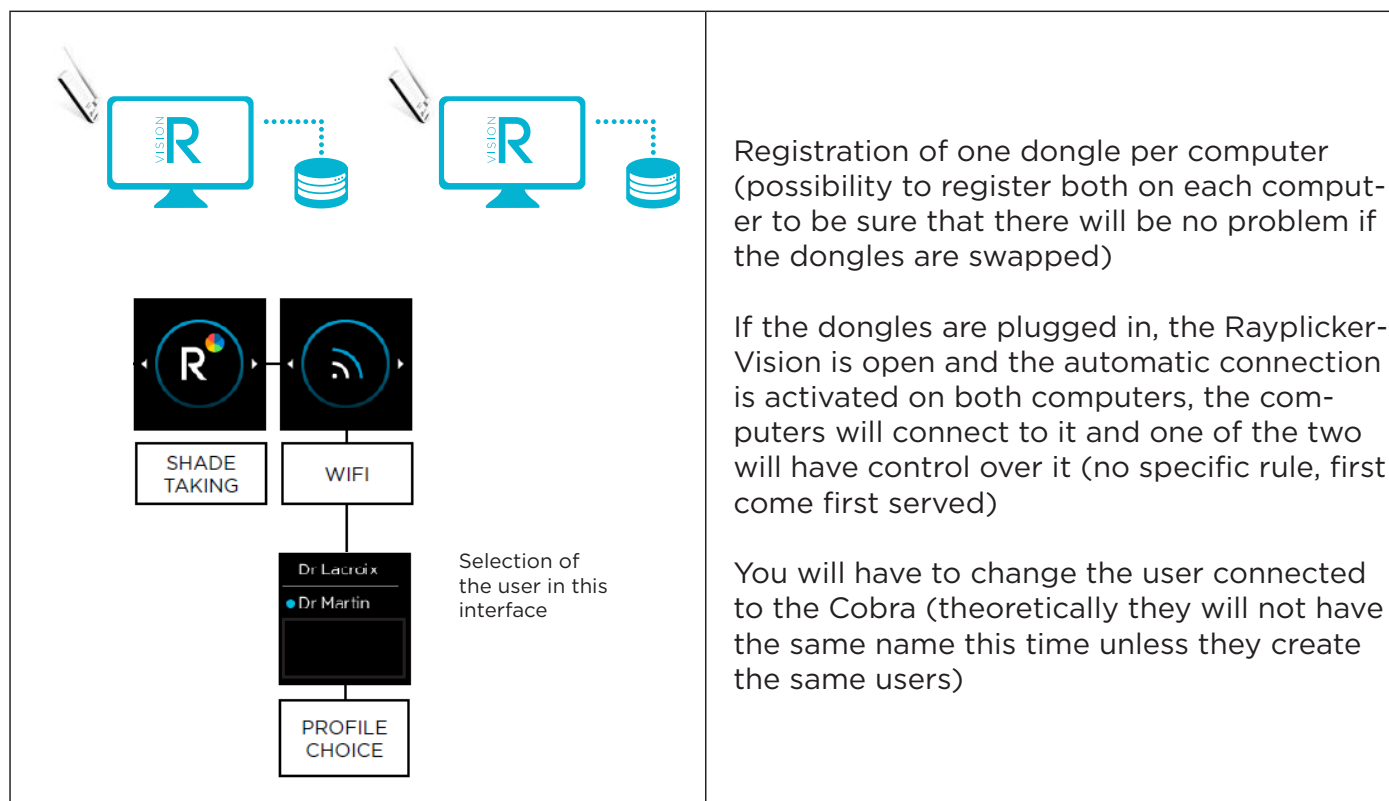 VISION R
VISION R
R
SHADE
TAKING
WIFI
Dr Lacroix
Dr Martin
Selection of
the user in this
interface
PROFILE
CHOICE
Registration of one dongle per computer
(possibility to register both on each comput-
er to be sure that there will be no problem if
the dongles are swapped)
If the dongles are plugged in, the Rayplicker-
Vision is open and the automatic connection
is activated on both computers, the com-
puters will connect to it and one of the two
will have control over it (no specific rule, first
come first served)
You will have to change the user connected
to the Cobra (theoretically they will not have
the same name this time unless they create
the same users)